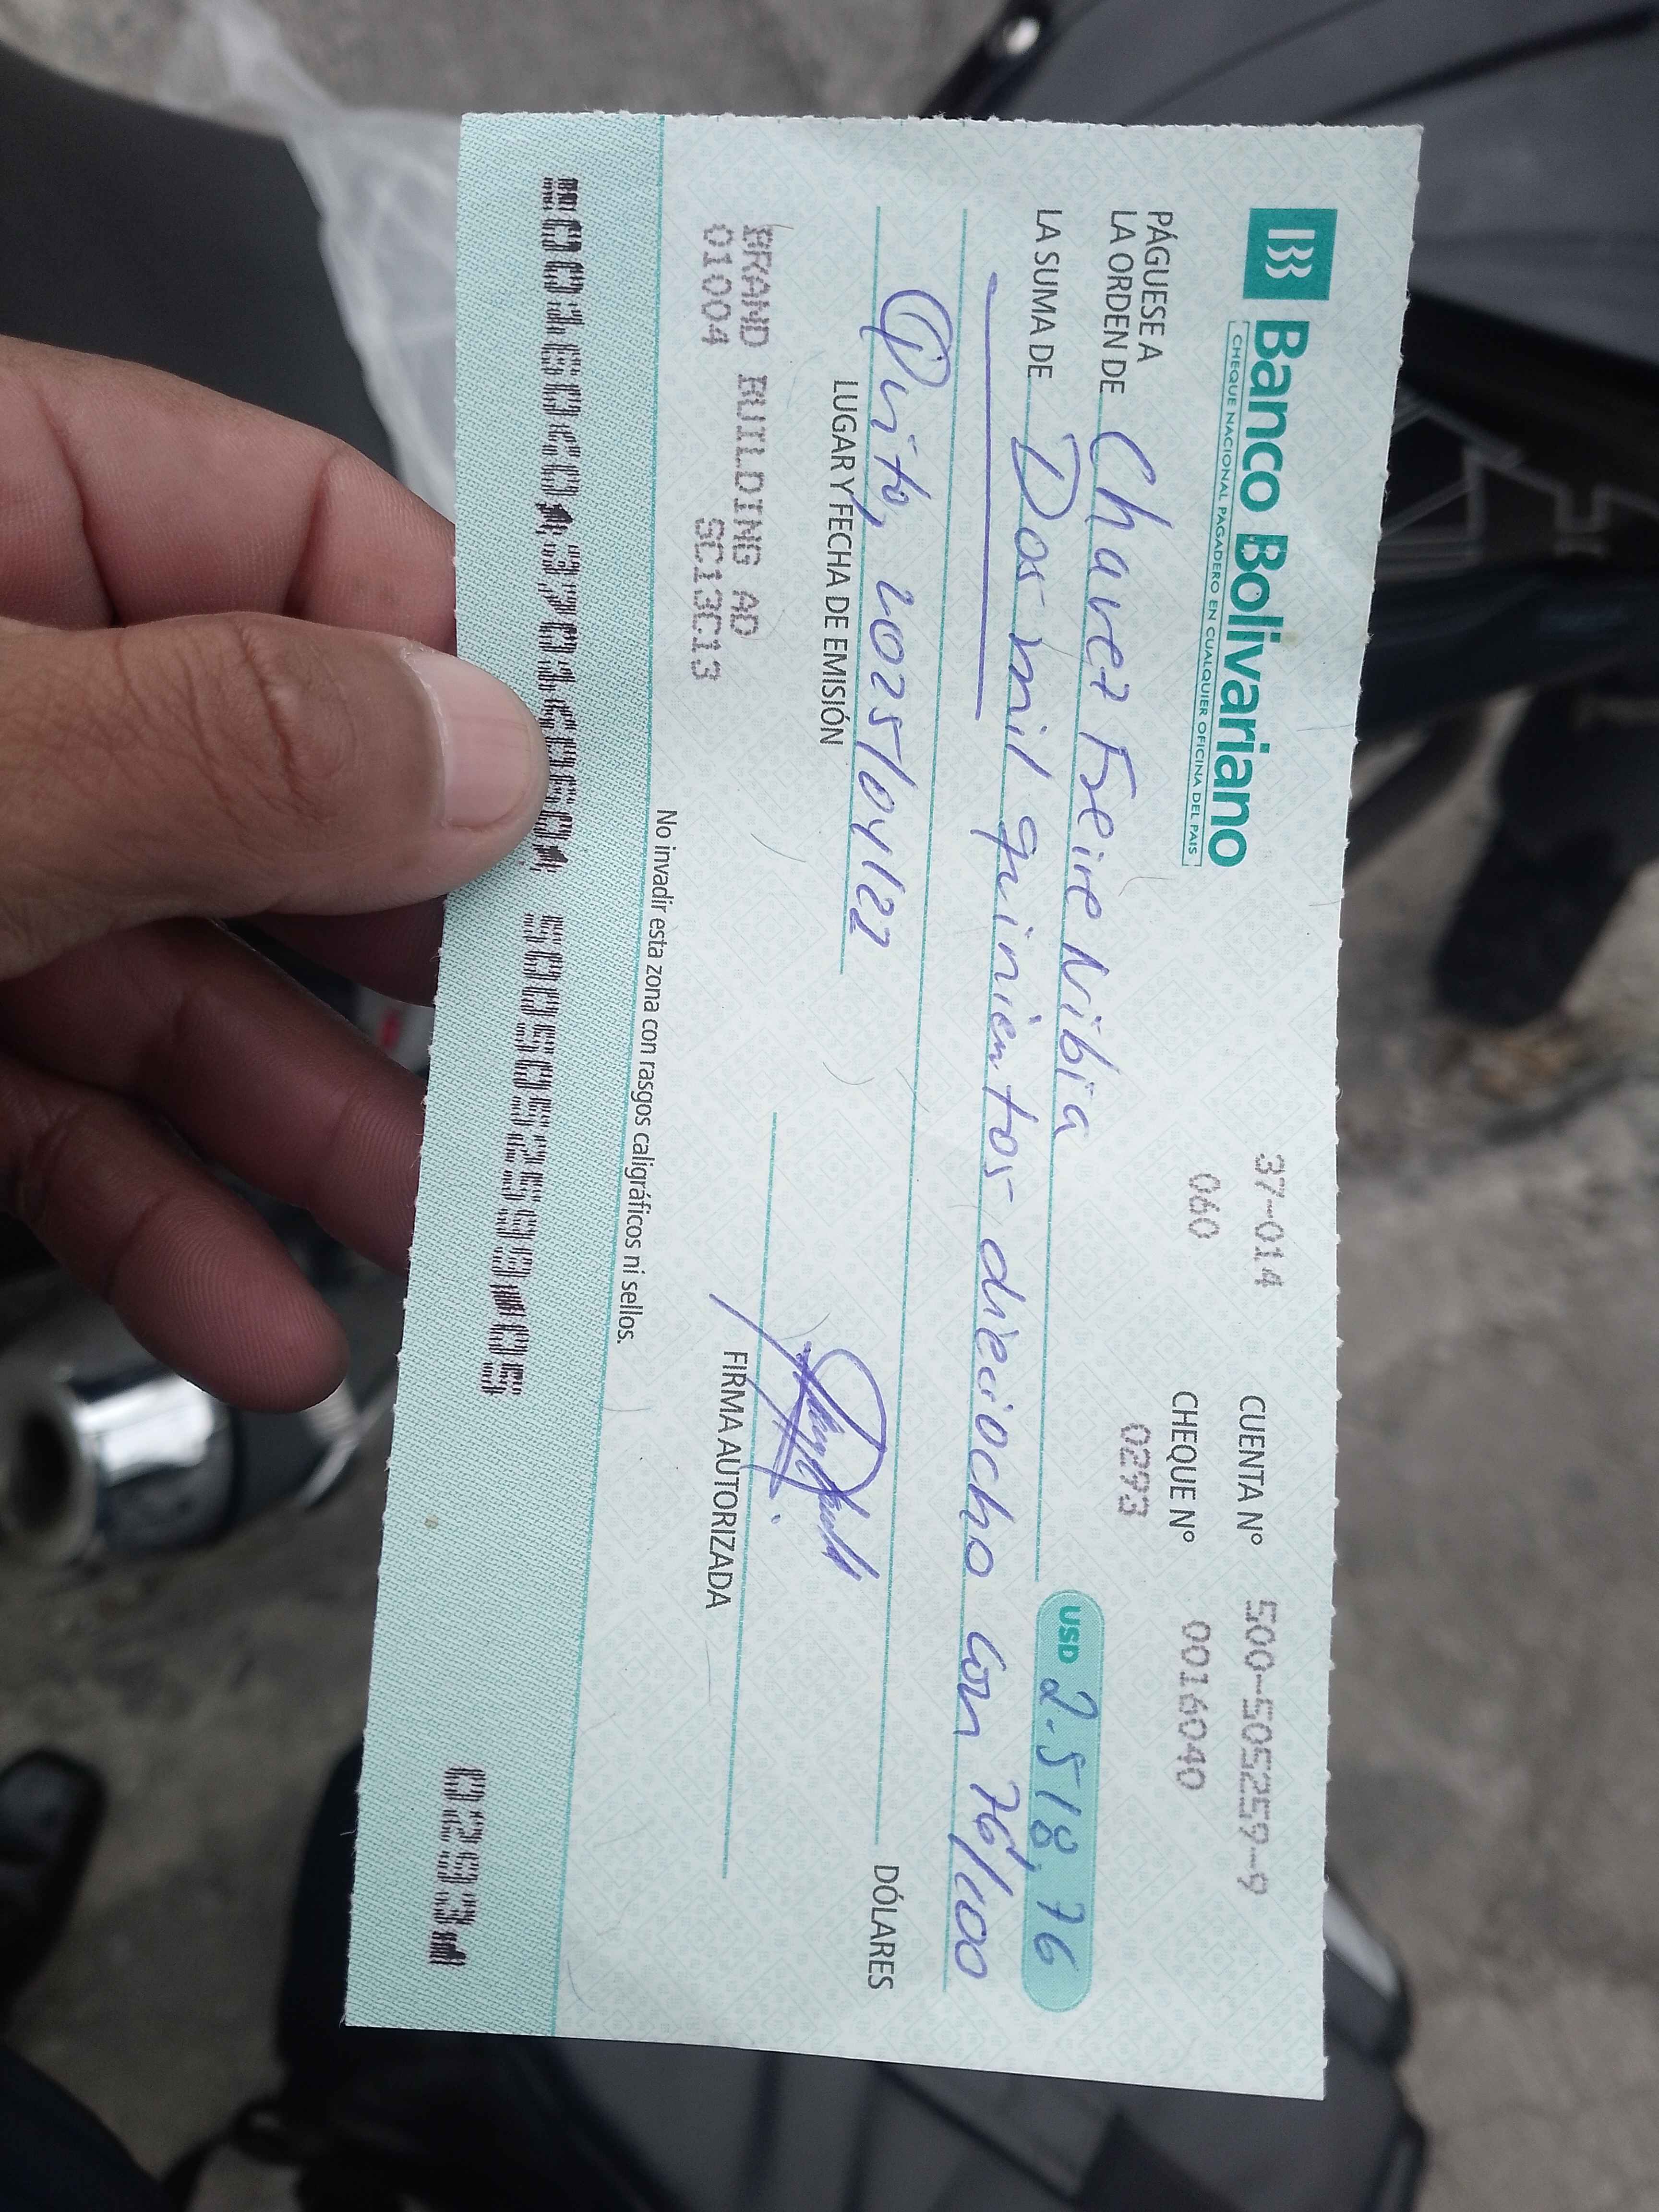 Banco Bolivariano
CHEQUE NACIONAL PAGADERO EN CUALQUIER OFICINA DEL PAIS
37-014
060
CUENTA Nº 500-505259-9
CHEQUE Nº 0016040
0293
PÁGUESE A
LA ORDEN DE Chavez Freire Nibia USD 2.518,76
LA SUMA DE Dos mil quinientos dieciocho con 76/100
DÓLARES
Quito, 2025/04/22
LUGAR Y FECHA DE EMISIÓN
BRAND BUILDING AD
01004 SC13C13
FIRMA AUTORIZADA
No invadir esta zona con rasgos caligráficos ni sellos.